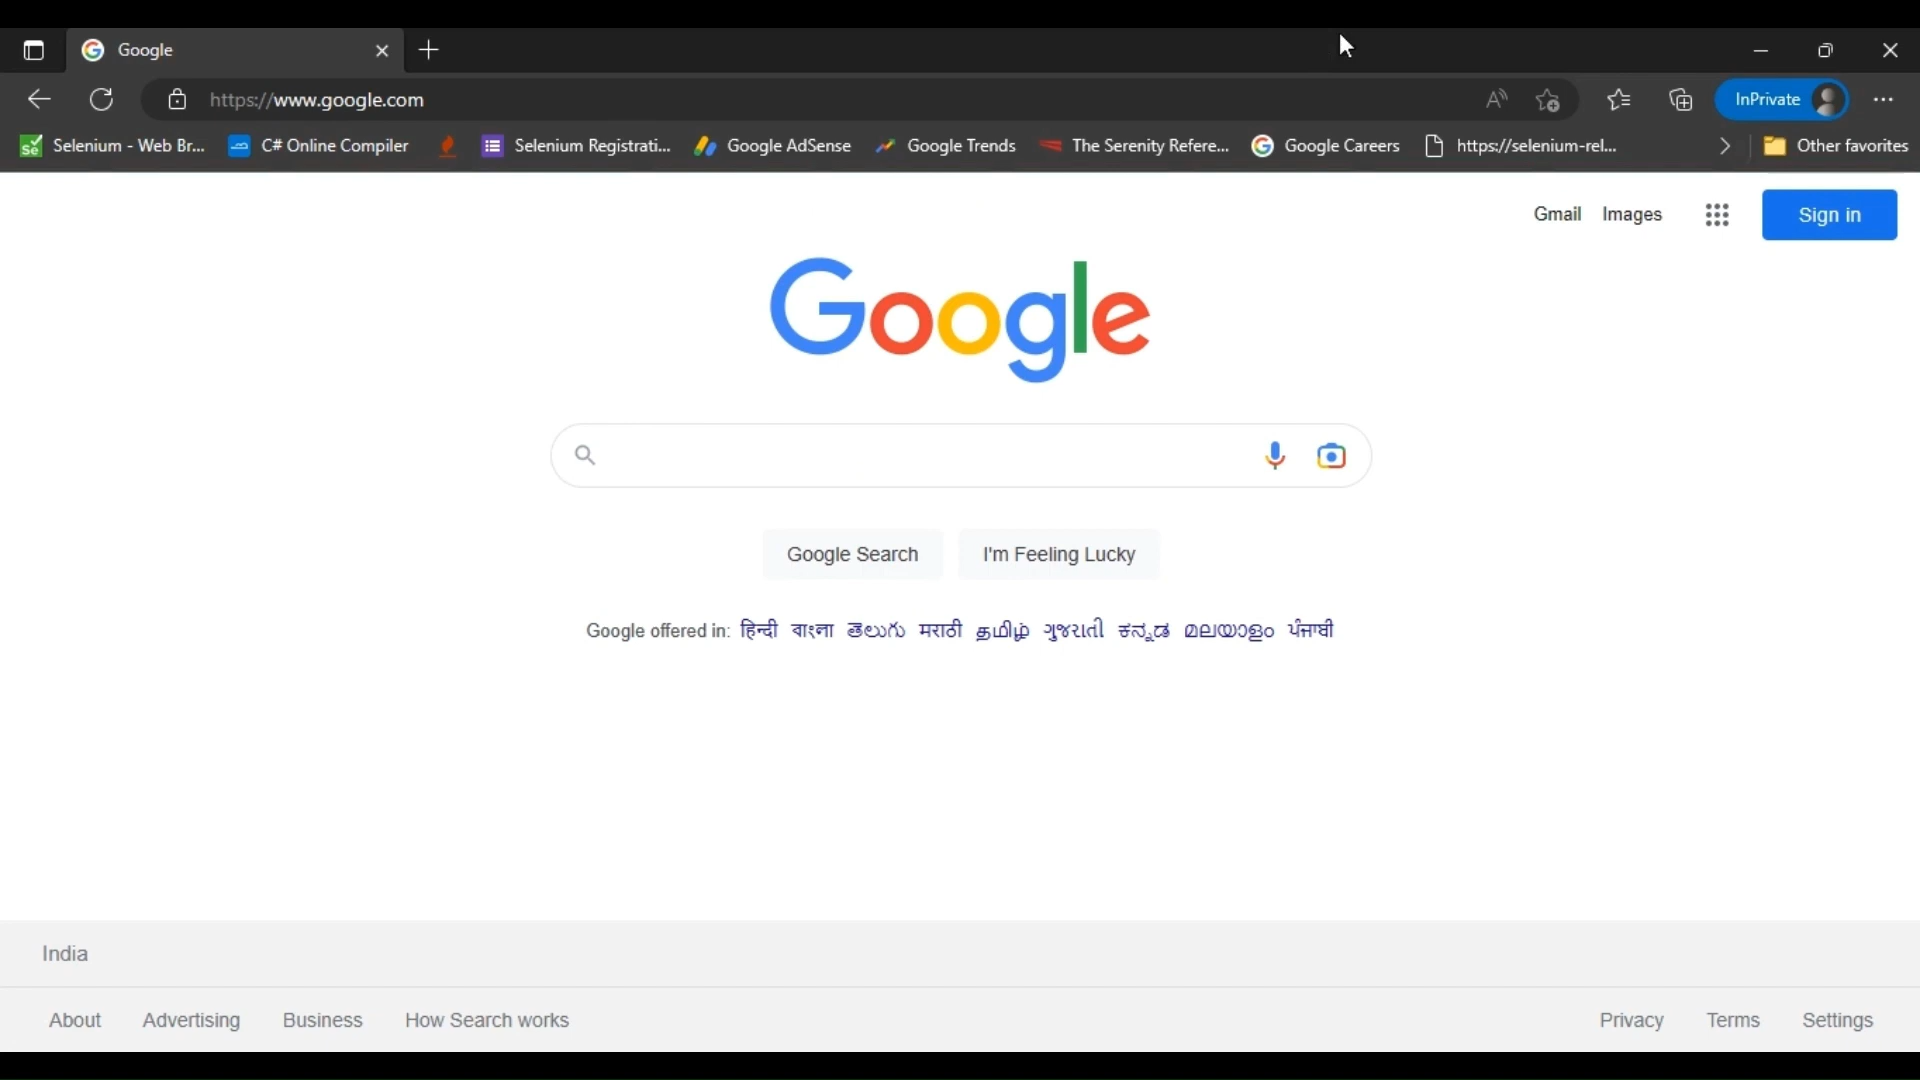 Google
https://www.google.com
InPrivate
Selenium - Web Br... C# Online Compiler Selenium Registrati... Google AdSense Google Trends The Serenity Refere... Google Careers https://selenium-rel... Other favorites
Gmail Images Sign in
Google
Google Search I'm Feeling Lucky
Google offered in: हिन्दी বাংলা తెలుగు मराठी தமிழ் ગુજરાતી ಕನ್ನಡ മലയാളം ਪੰਜਾਬੀ
India
About Advertising Business How Search works Privacy Terms Settings